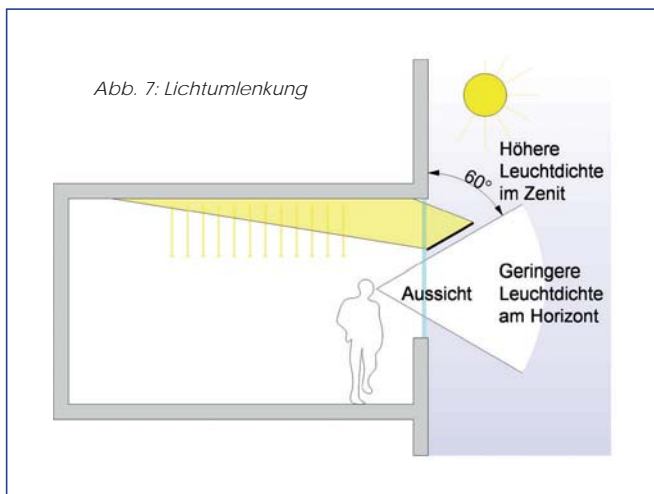 Abb. 7: Lichtumlenkung
Höhere
Leuchtdichte
im Zenit
60°
Aussicht
Geringere
Leuchtdichte
am Horizont